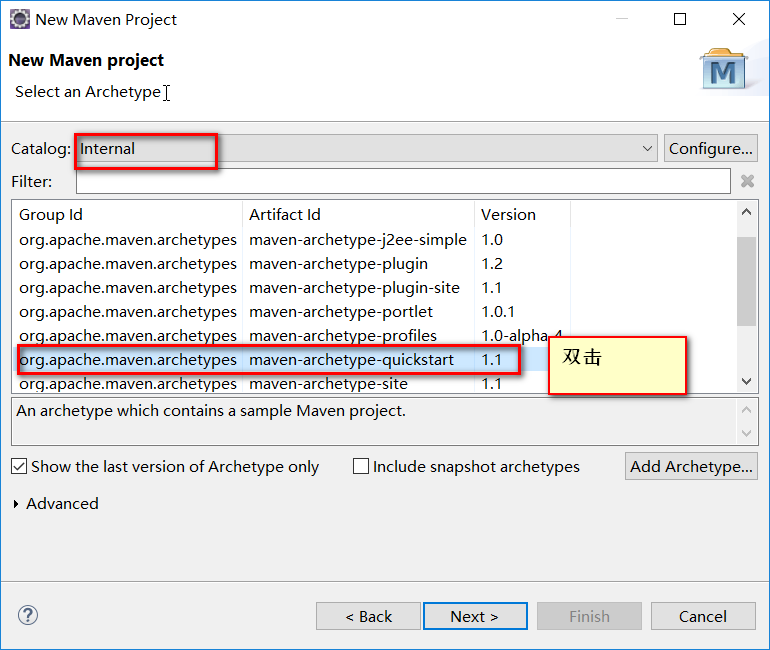 New Maven Project
New Maven project
Select an Archetype
Catalog: Internal Configure...
Filter:
Group Id Artifact Id Version
org.apache.maven.archetypes maven-archetype-j2ee-simple 1.0
org.apache.maven.archetypes maven-archetype-plugin 1.2
org.apache.maven.archetypes maven-archetype-plugin-site 1.1
org.apache.maven.archetypes maven-archetype-portlet 1.0.1
org.apache.maven.archetypes maven-archetype-profiles 1.0-alpha-4
org.apache.maven.archetypes maven-archetype-quickstart 1.1 双击
org.apache.maven.archetypes maven-archetype-site 1.1
An archetype which contains a sample Maven project.
Show the last version of Archetype only Include snapshot archetypes Add Archetype...
Advanced
? < Back Next > Finish Cancel